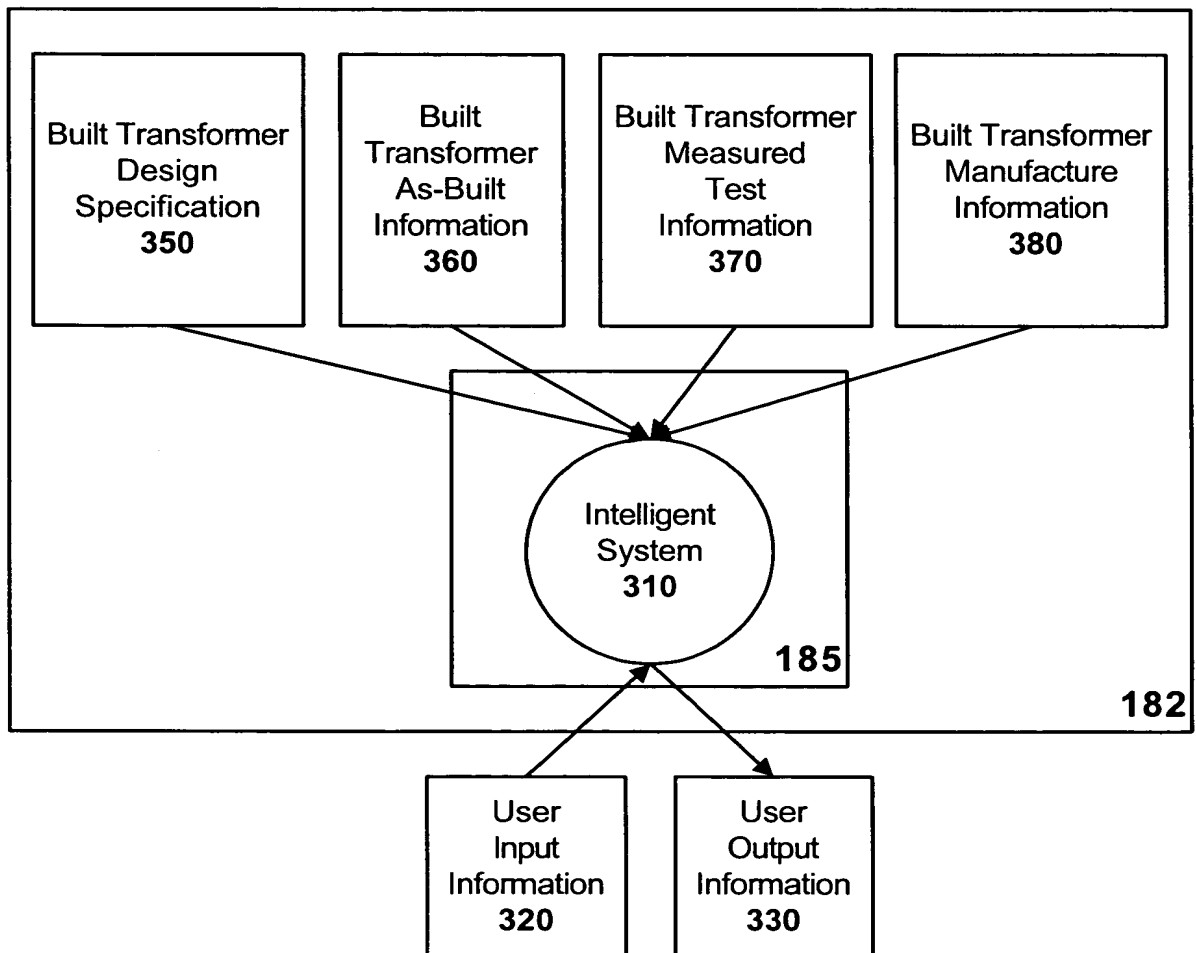 Built Transformer
Design
Specification
350
Built
Transformer
As-Built
Information
360
Built Transformer
Measured
Test
Information
370
Built Transformer
Manufacture
Information
380
Intelligent
System
310
185
182
User
Input
Information
320
User
Output
Information
330